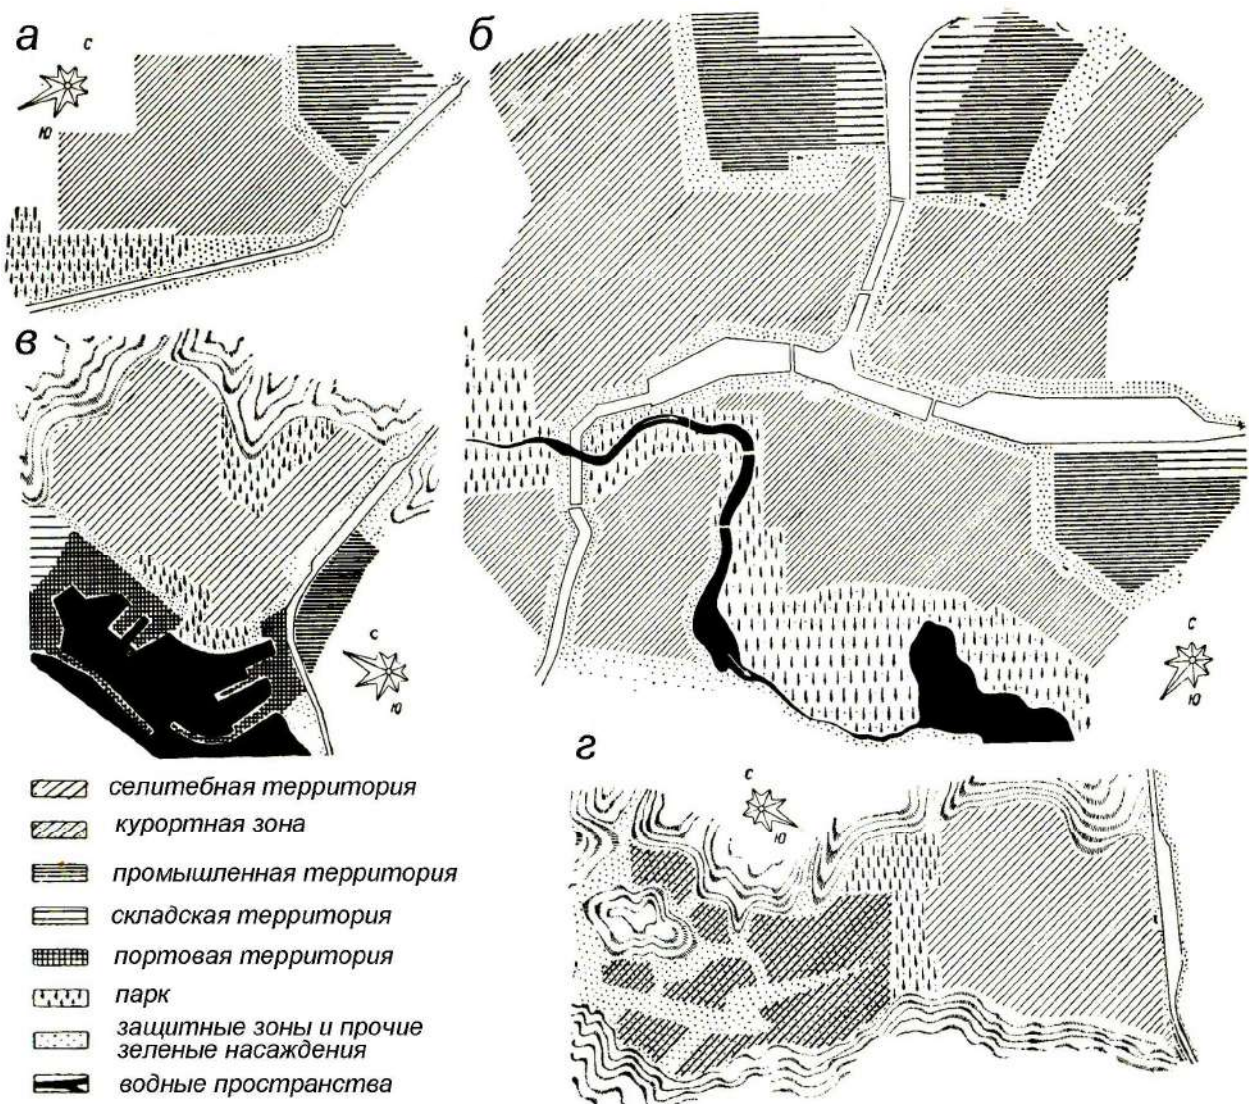 а
С
Ю
б
в
С
Ю
С
Ю
г
С
Ю
селитебная территория
курортная зона
промышленная территория
складская территория
портовая территория
парк
защитные зоны и прочие
зеленые насаждения
водные пространства